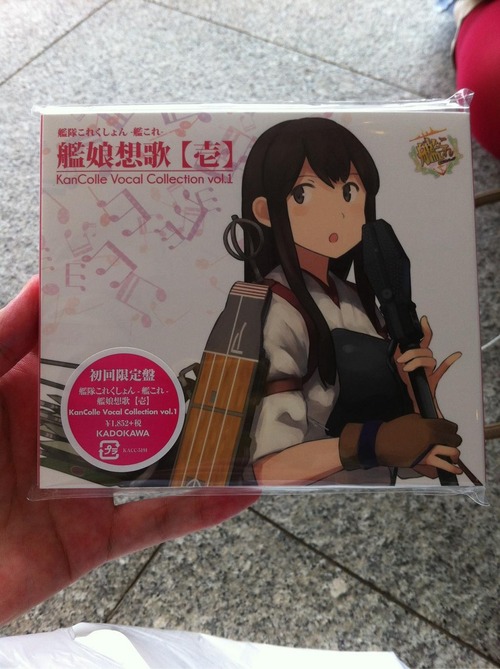 艦隊これくしょん -艦これ-
艦娘想歌【壱】
KanColle Vocal Collection vol.1
初回限定盤
艦隊これくしょん -艦これ-
艦娘想歌【壱】
KanColle Vocal Collection vol.1
¥1,852+税
KADOKAWA
プラ